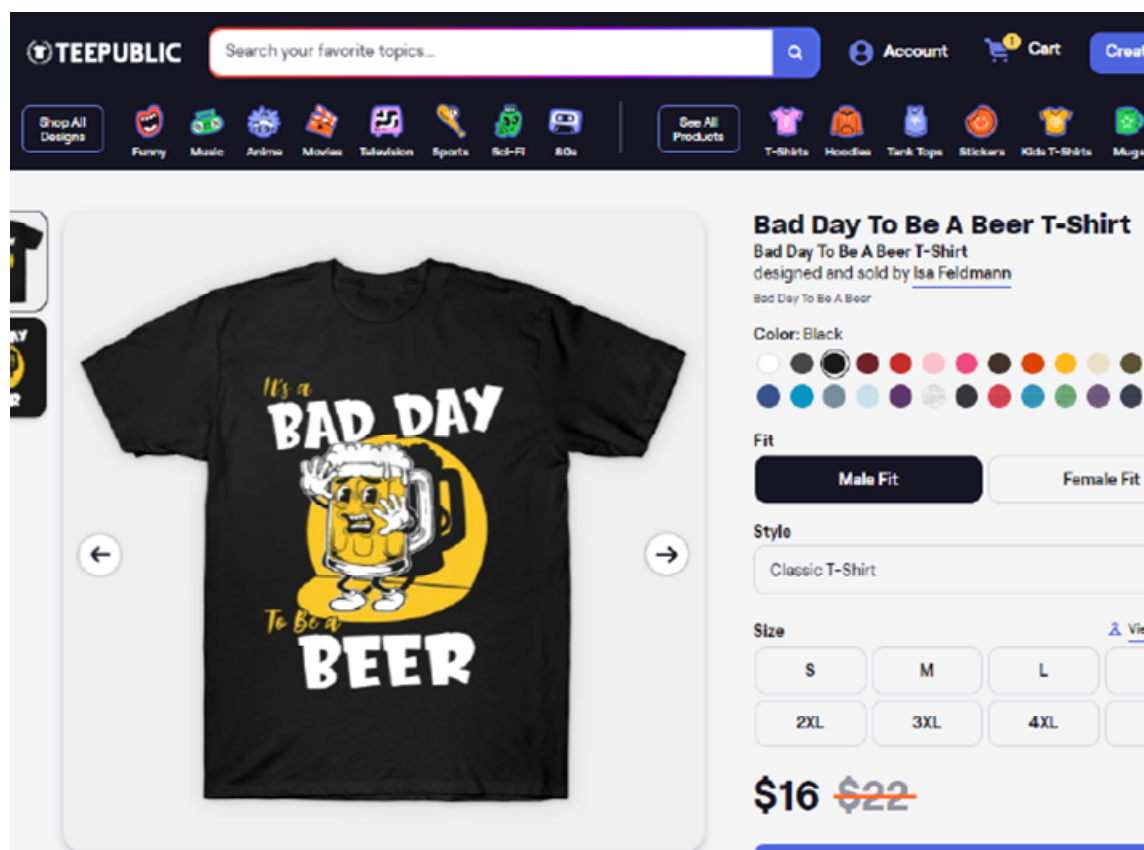 TEEPUBLIC
Search your favorite topics...
Account
1
Cart
Shop All
Designs
Funny
Music
Anime
Movies
Television
Sports
Sci-Fi
80s
See All
Products
T-Shirts
Hoodies
Tank Tops
Stickers
Kids T-Shirts
It's a
BAD DAY
To Be a
BEER
Bad Day To Be A Beer T-Shirt
Bad Day To Be A Beer T-Shirt
designed and sold by Isa Feldmann
Bad Day To Be A Beer
Color: Black
Fit
Male Fit
Female Fit
Style
Classic T-Shirt
Size
S
M
L
2XL
3XL
4XL
$16 $22